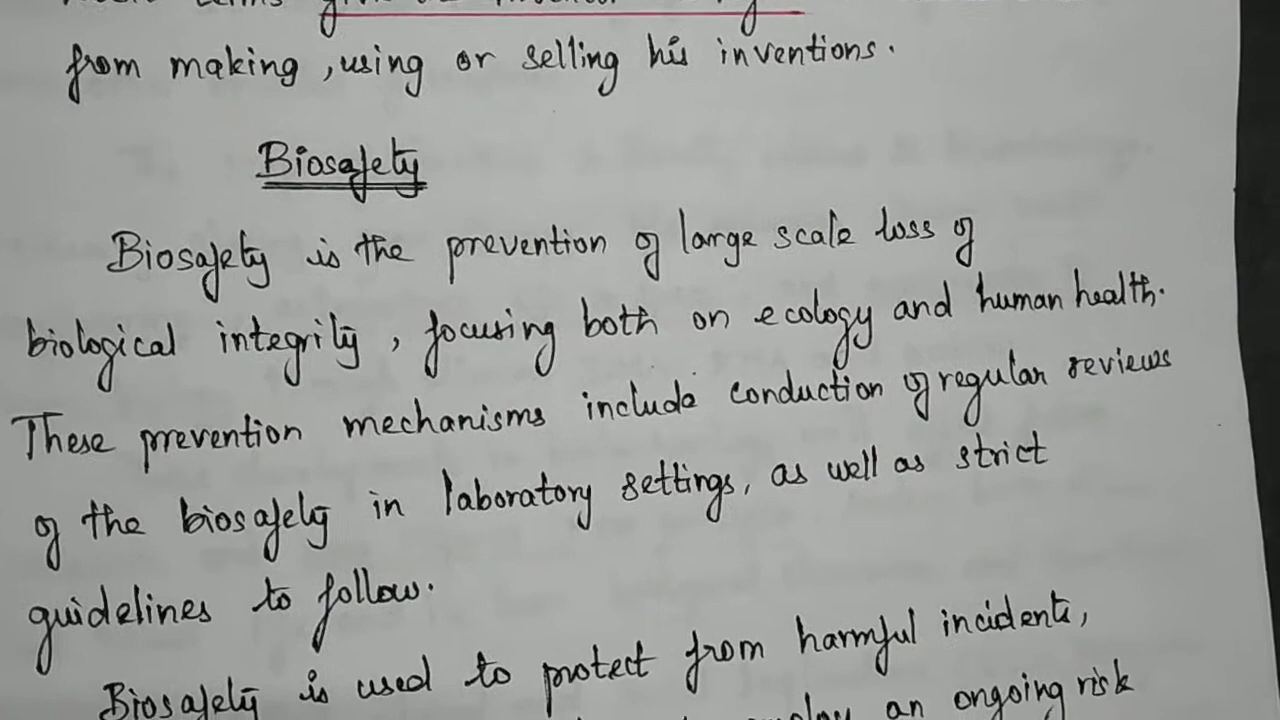 from making, using or selling his inventions.
Biosafety
Biosafety is the prevention of large scale loss of
biological integrity, focusing both on ecology and human health.
These prevention mechanisms include conduction of regular reviews
of the biosafety in laboratory settings, as well as strict
guidelines to follow.
Biosafety is used to protect from harmful incidents,
an ongoing risk